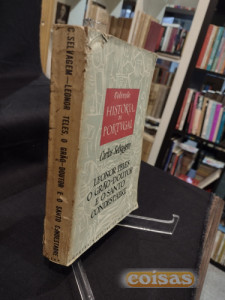 C. SELVAGEM — LEONOR TELES, O GRÃO-DOUTOR E O SANTO CONDESTÁVEL
HISTÓRIA
DE
PORTUGAL
Carlos Selvagem
LEONOR TELES
O GRÃO-DOUTOR
E O SANTO
CONDESTÁVEL
coisas